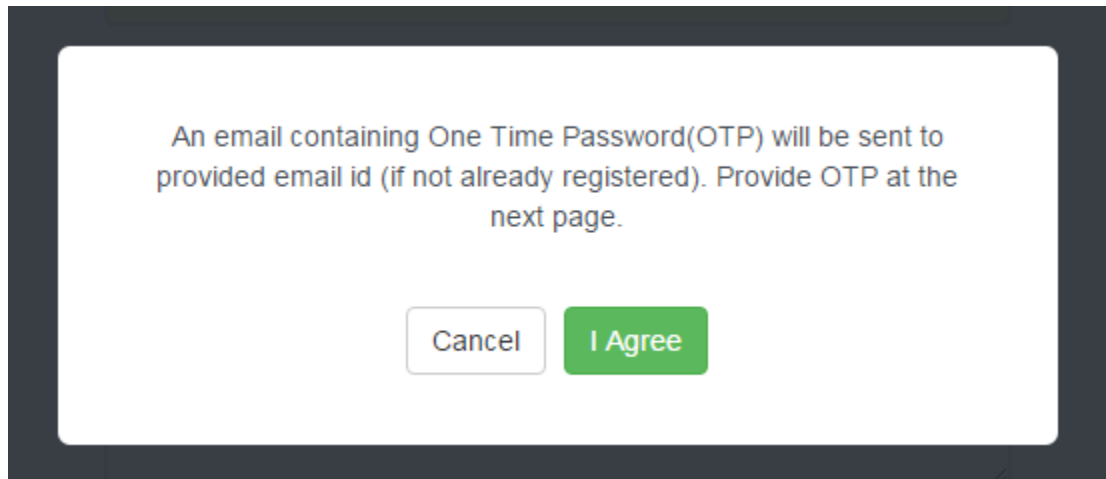 An email containing One Time Password(OTP) will be sent to
provided email id (if not already registered). Provide OTP at the
next page.
Cancel
I Agree